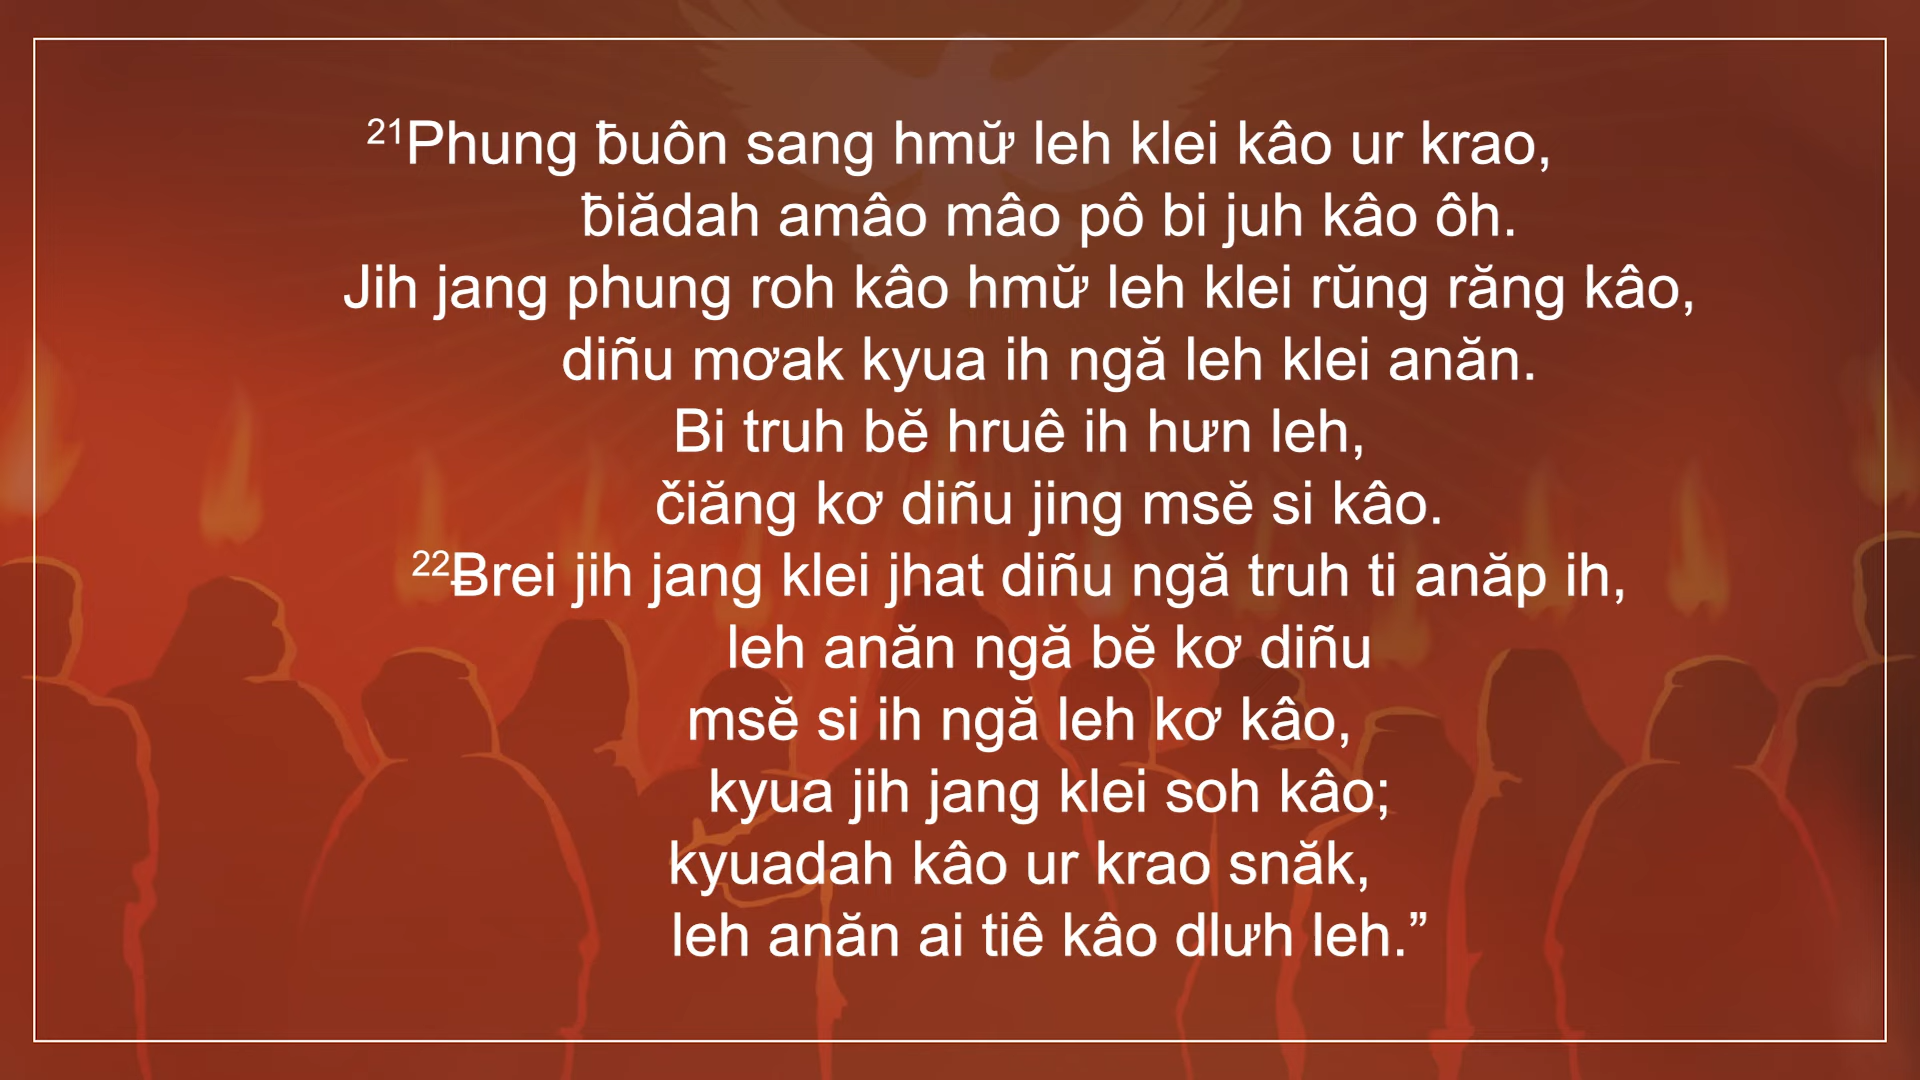 ²¹Phung ƀuôn sang hmư̆ leh klei kâo ur krao,
ƀiădah amâo mâo pô bi juh kâo ôh.
Jih jang phung roh kâo hmư̆ leh klei rŭng răng kâo,
diñu mơak kyua ih ngă leh klei anăn.
Bi truh bĕ hruê ih hưn leh,
čiăng kơ diñu jing msĕ si kâo.
²²Ƀrei jih jang klei jhat diñu ngă truh ti anăp ih,
leh anăn ngă bĕ kơ diñu
msĕ si ih ngă leh kơ kâo,
kyua jih jang klei soh kâo;
kyuadah kâo ur krao snăk,
leh anăn ai tiê kâo dlưh leh.”